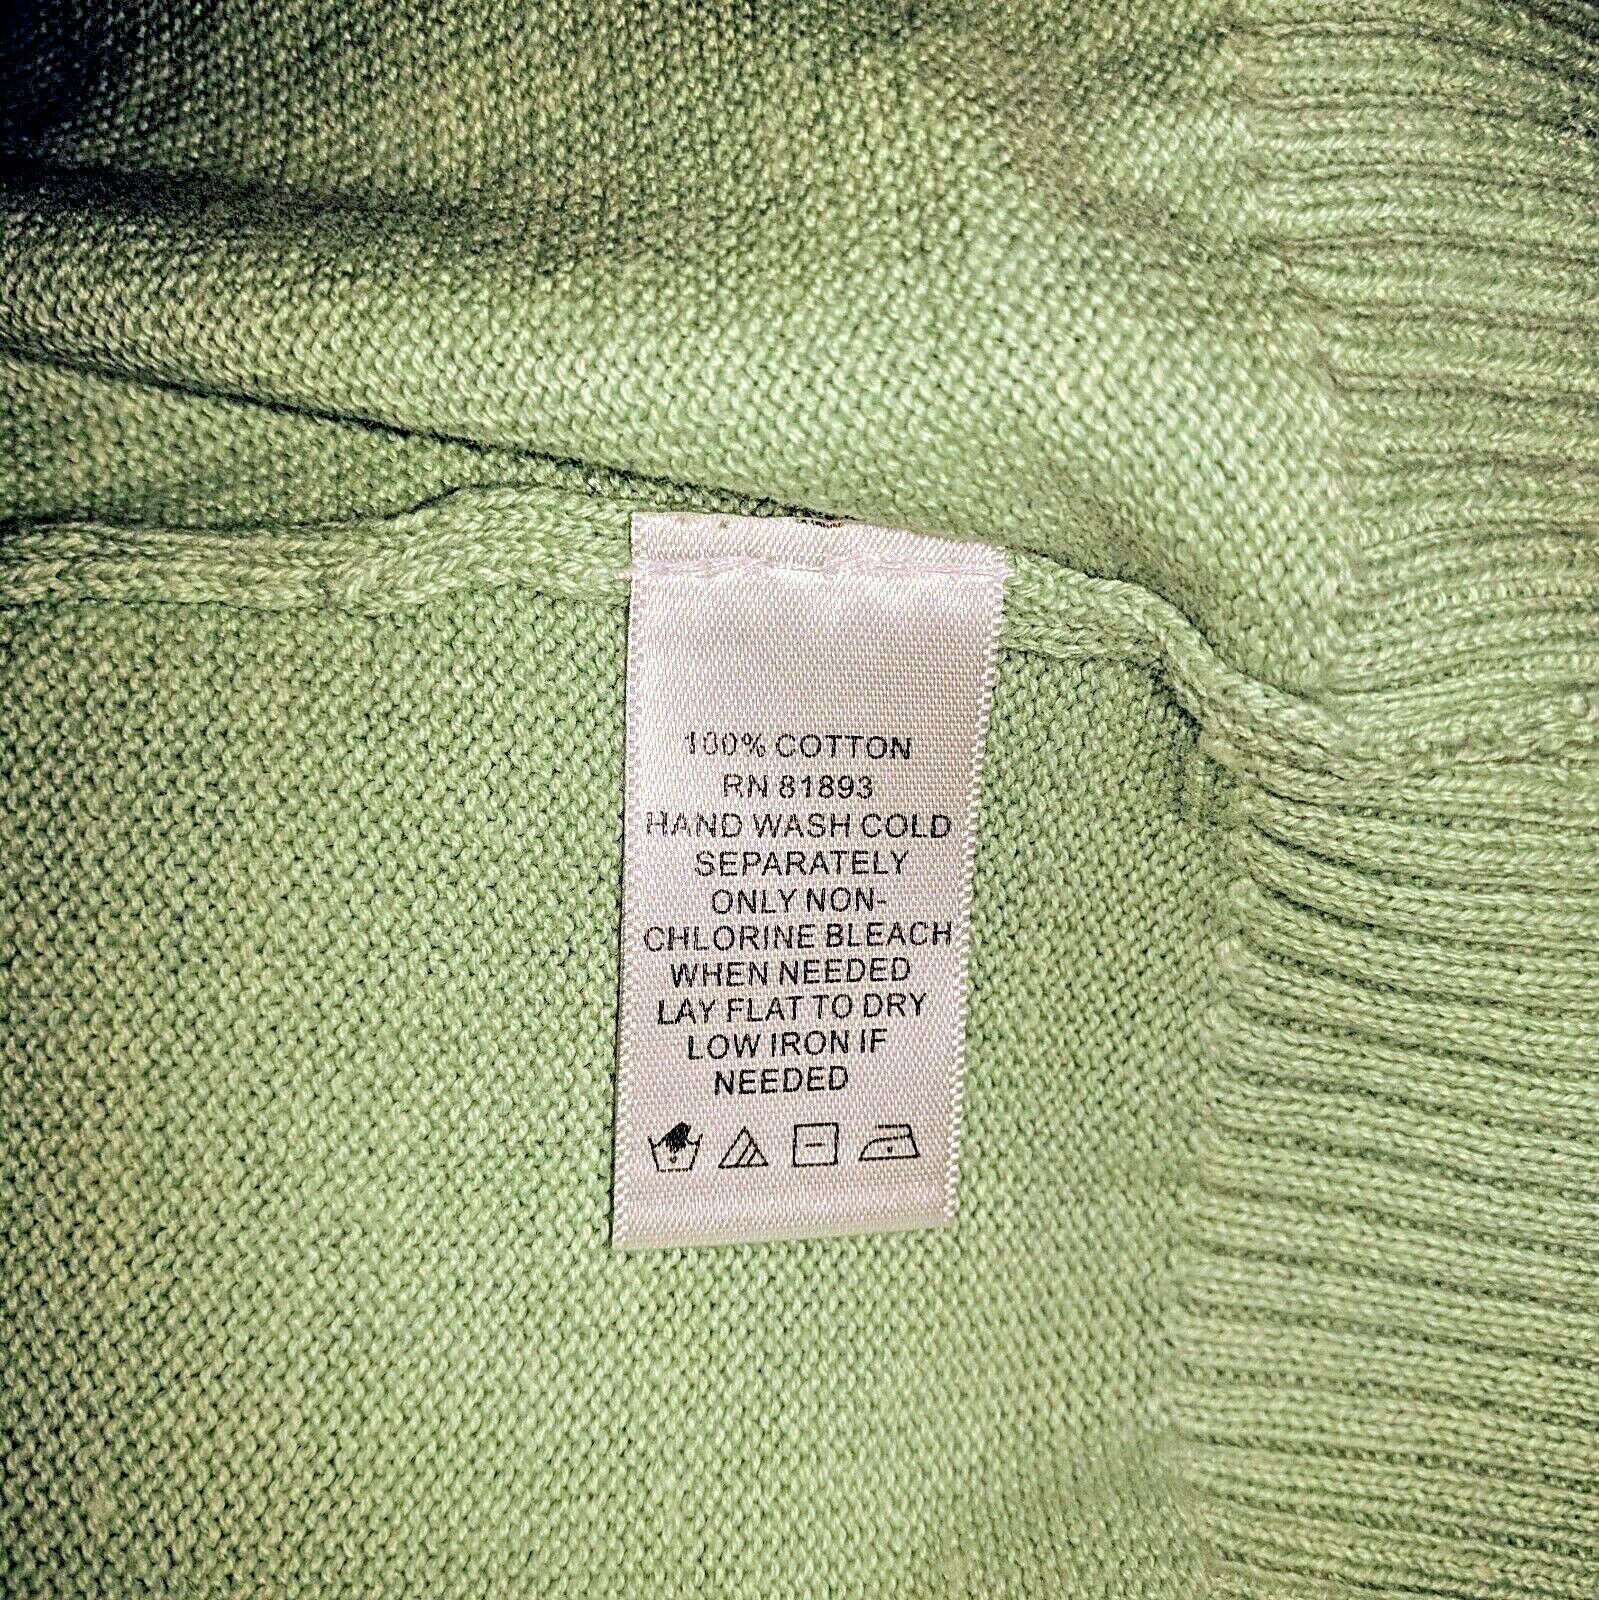 100% COTTON
RN 81893
HAND WASH COLD
SEPARATELY
ONLY NON-
CHLORINE BLEACH
WHEN NEEDED
LAY FLAT TO DRY
LOW IRON IF
NEEDED